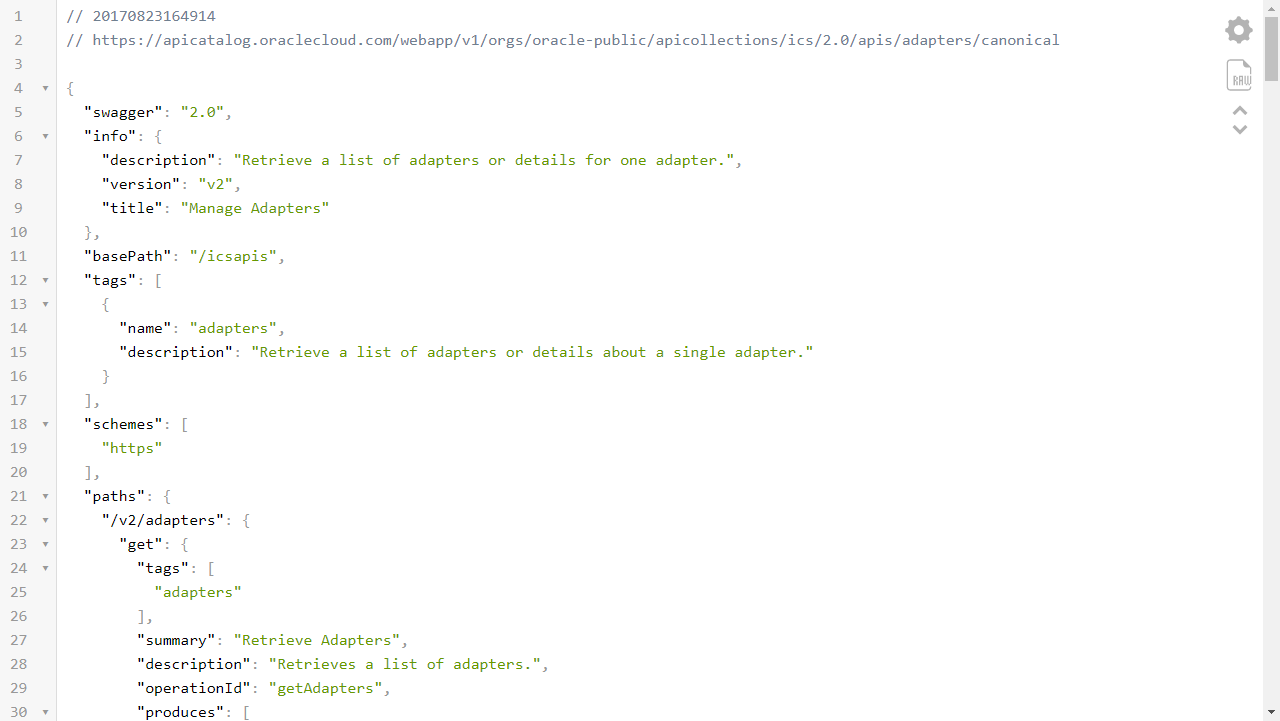 1 // 20170823164914
2 // https://apicatalog.oraclecloud.com/webapp/v1/orgs/oracle-public/apicollections/ics/2.0/apis/adapters/canonical
3
4 {
5 "swagger": "2.0",
6 "info": {
7 "description": "Retrieve a list of adapters or details for one adapter.",
8 "version": "v2",
9 "title": "Manage Adapters"
10 },
11 "basePath": "/icsapis",
12 "tags": [
13 {
14 "name": "adapters",
15 "description": "Retrieve a list of adapters or details about a single adapter."
16 }
17 ],
18 "schemes": [
19 "https"
20 ],
21 "paths": {
22 "/v2/adapters": {
23 "get": {
24 "tags": [
25 "adapters"
26 ],
27 "summary": "Retrieve Adapters",
28 "description": "Retrieves a list of adapters.",
29 "operationId": "getAdapters",
30 "produces": [
RAW